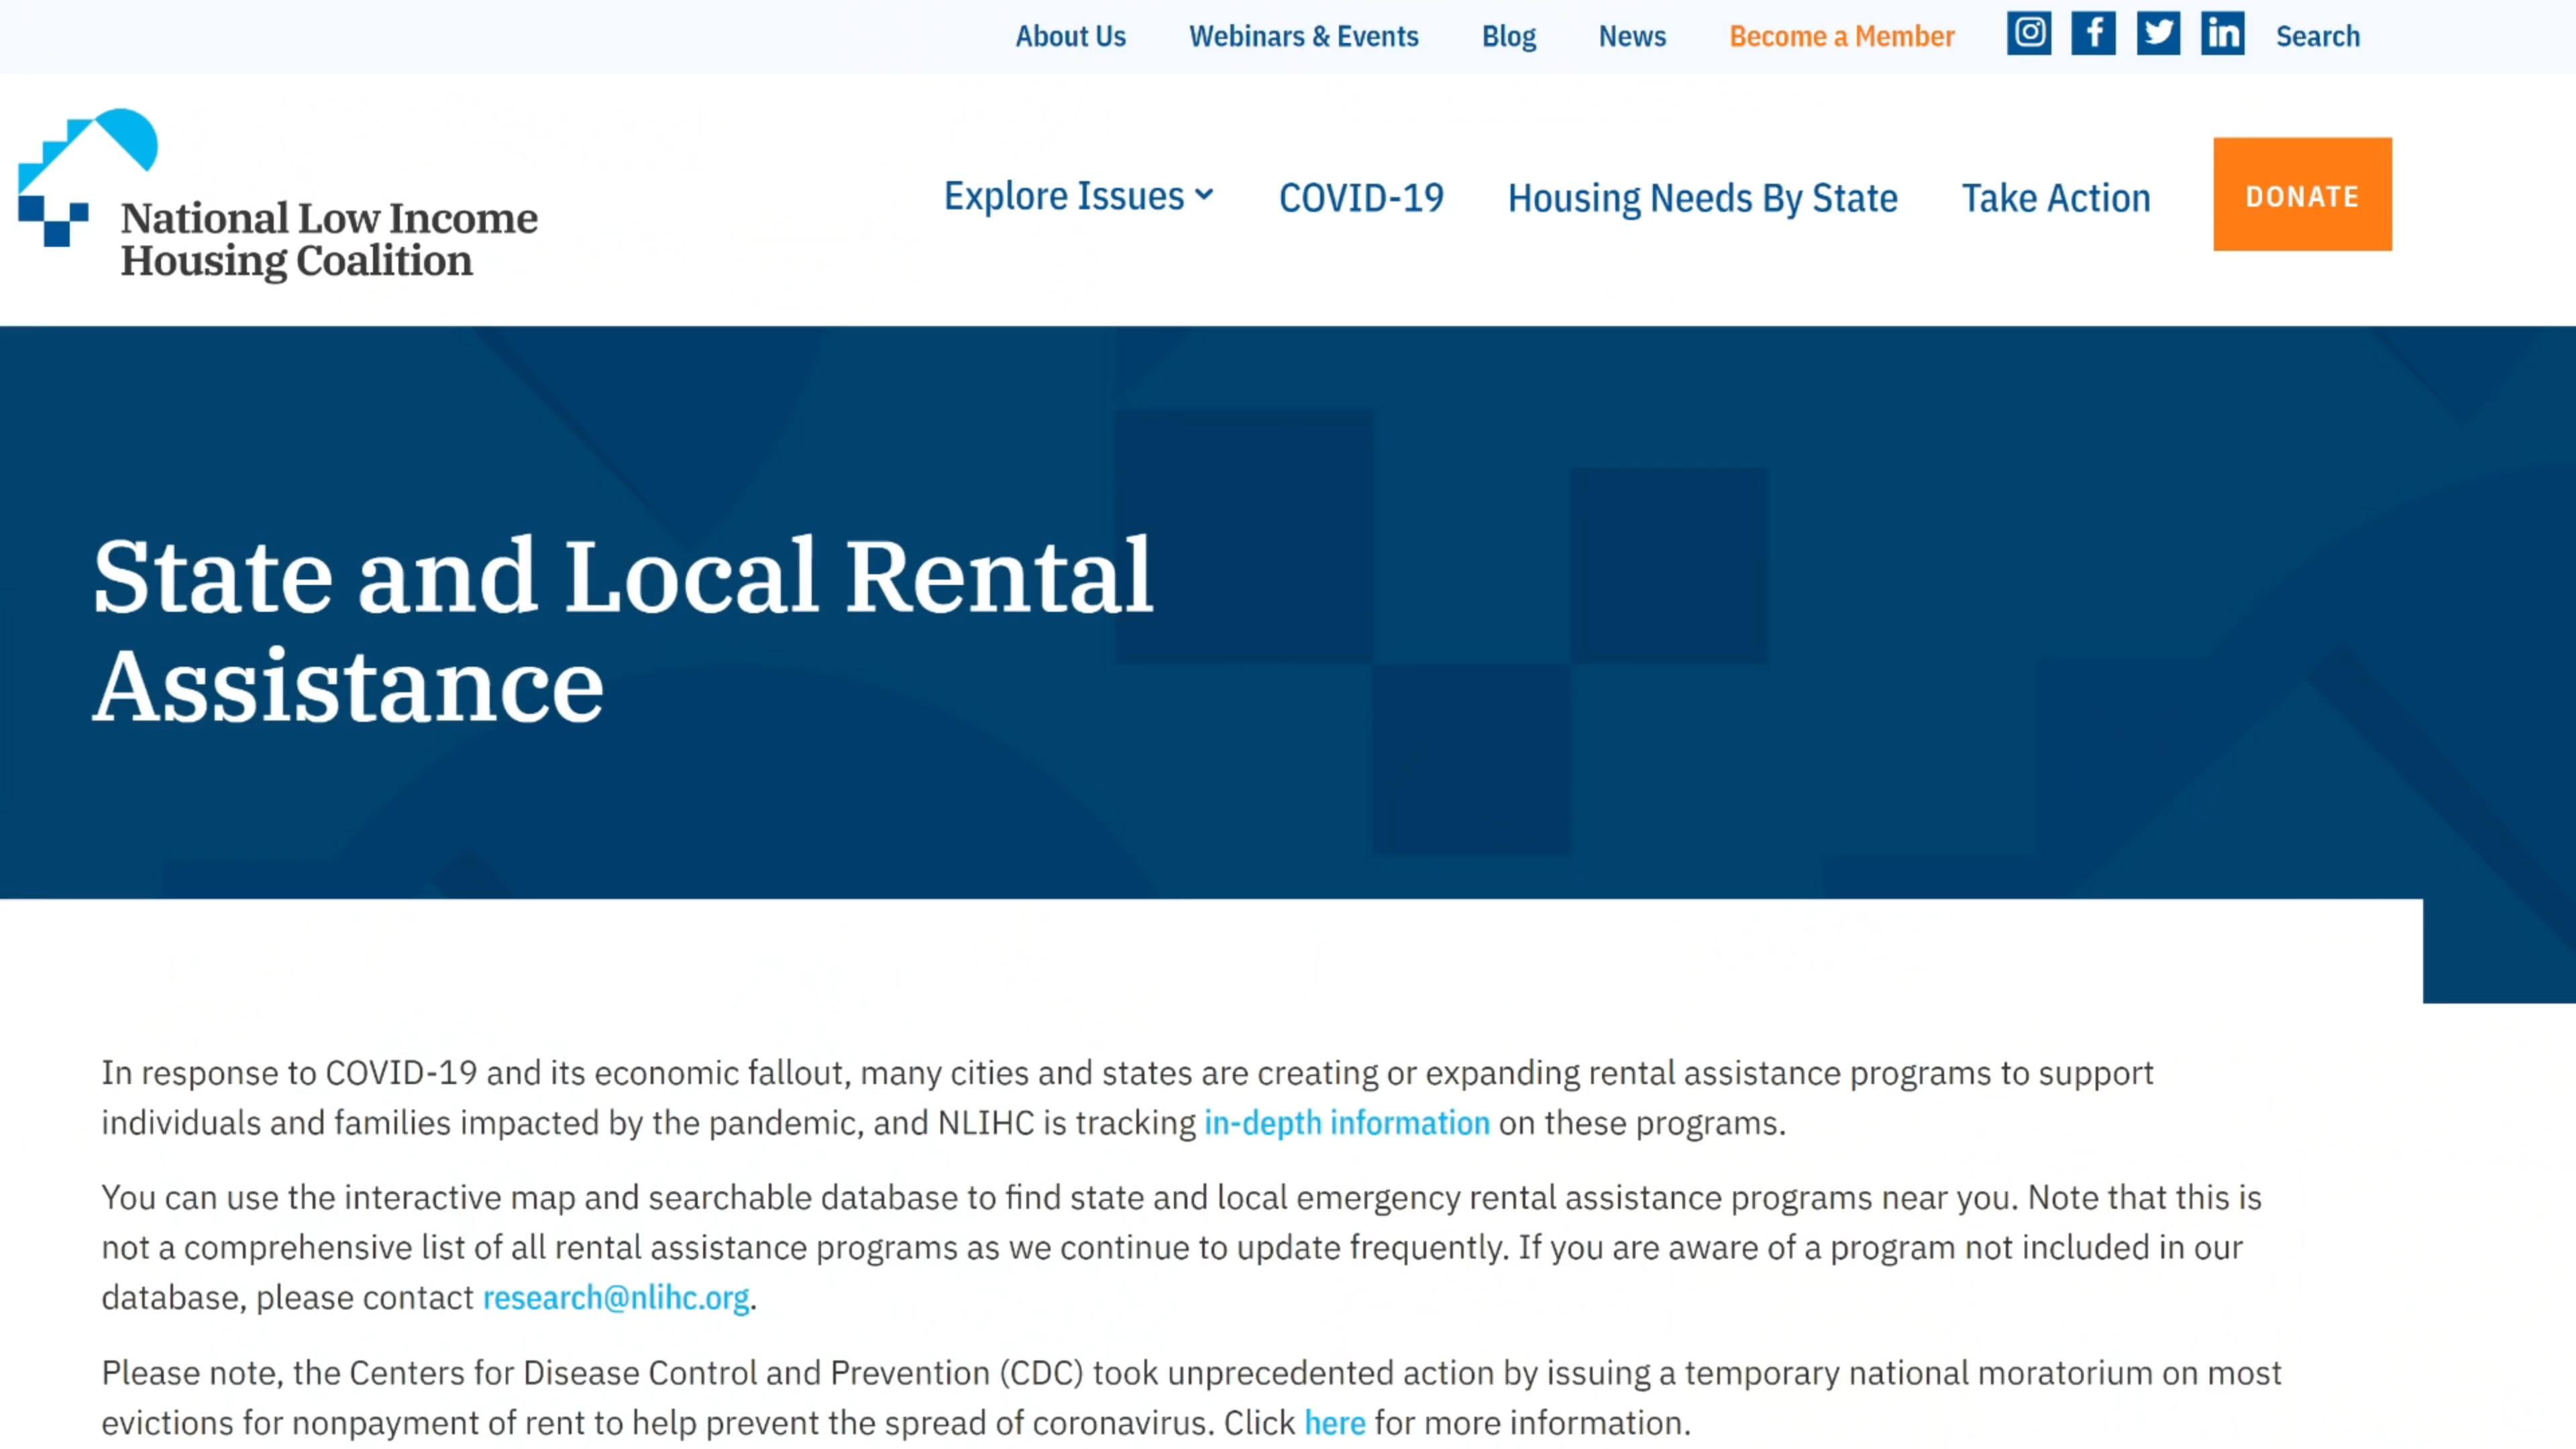 About Us Webinars & Events Blog News Become a Member Search
National Low Income
Housing Coalition
Explore Issues COVID-19 Housing Needs By State Take Action DONATE
State and Local Rental
Assistance
In response to COVID-19 and its economic fallout, many cities and states are creating or expanding rental assistance programs to support
individuals and families impacted by the pandemic, and NLIHC is tracking in-depth information on these programs.
You can use the interactive map and searchable database to find state and local emergency rental assistance programs near you. Note that this is
not a comprehensive list of all rental assistance programs as we continue to update frequently. If you are aware of a program not included in our
database, please contact research@nlihc.org.
Please note, the Centers for Disease Control and Prevention (CDC) took unprecedented action by issuing a temporary national moratorium on most
evictions for nonpayment of rent to help prevent the spread of coronavirus. Click here for more information.